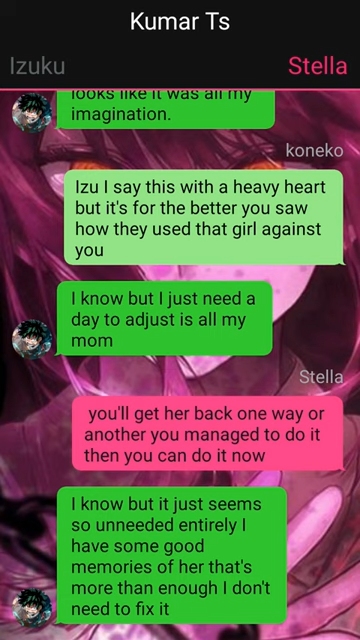 Kumar Ts
Izuku
Stella
looks like it was all my
imagination.
koneko
Izu I say this with a heavy heart
but it's for the better you saw
how they used that girl against
you
I know but I just need a
day to adjust is all my
mom
Stella
you'll get her back one way or
another you managed to do it
then you can do it now
I know but it just seems
so unneeded entirely I
have some good
memories of her that's
more than enough I don't
need to fix it